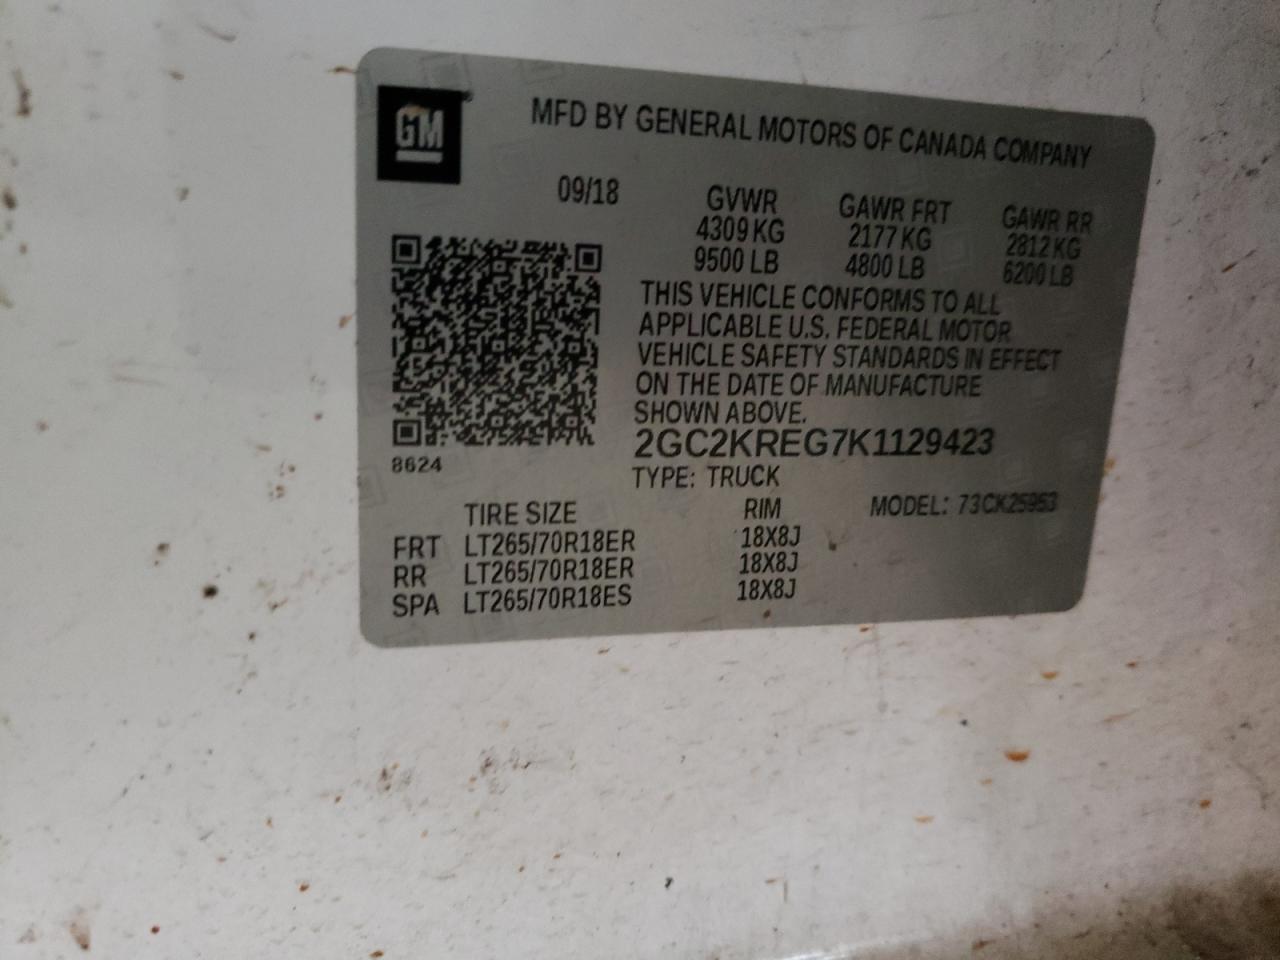 GM
MFD BY GENERAL MOTORS OF CANADA COMPANY
09/18 GVWR GAWR FRT GAWR RR
4309 KG 2177 KG 2812 KG
9500 LB 4800 LB 6200 LB
THIS VEHICLE CONFORMS TO ALL
APPLICABLE U.S. FEDERAL MOTOR
VEHICLE SAFETY STANDARDS IN EFFECT
ON THE DATE OF MANUFACTURE
SHOWN ABOVE.
2GC2KREG7K1129423
8624
TYPE: TRUCK
TIRE SIZE RIM MODEL: 73CK25953
FRT LT265/70R18ER 18X8J
RR LT265/70R18ER 18X8J
SPA LT265/70R18ES 18X8J